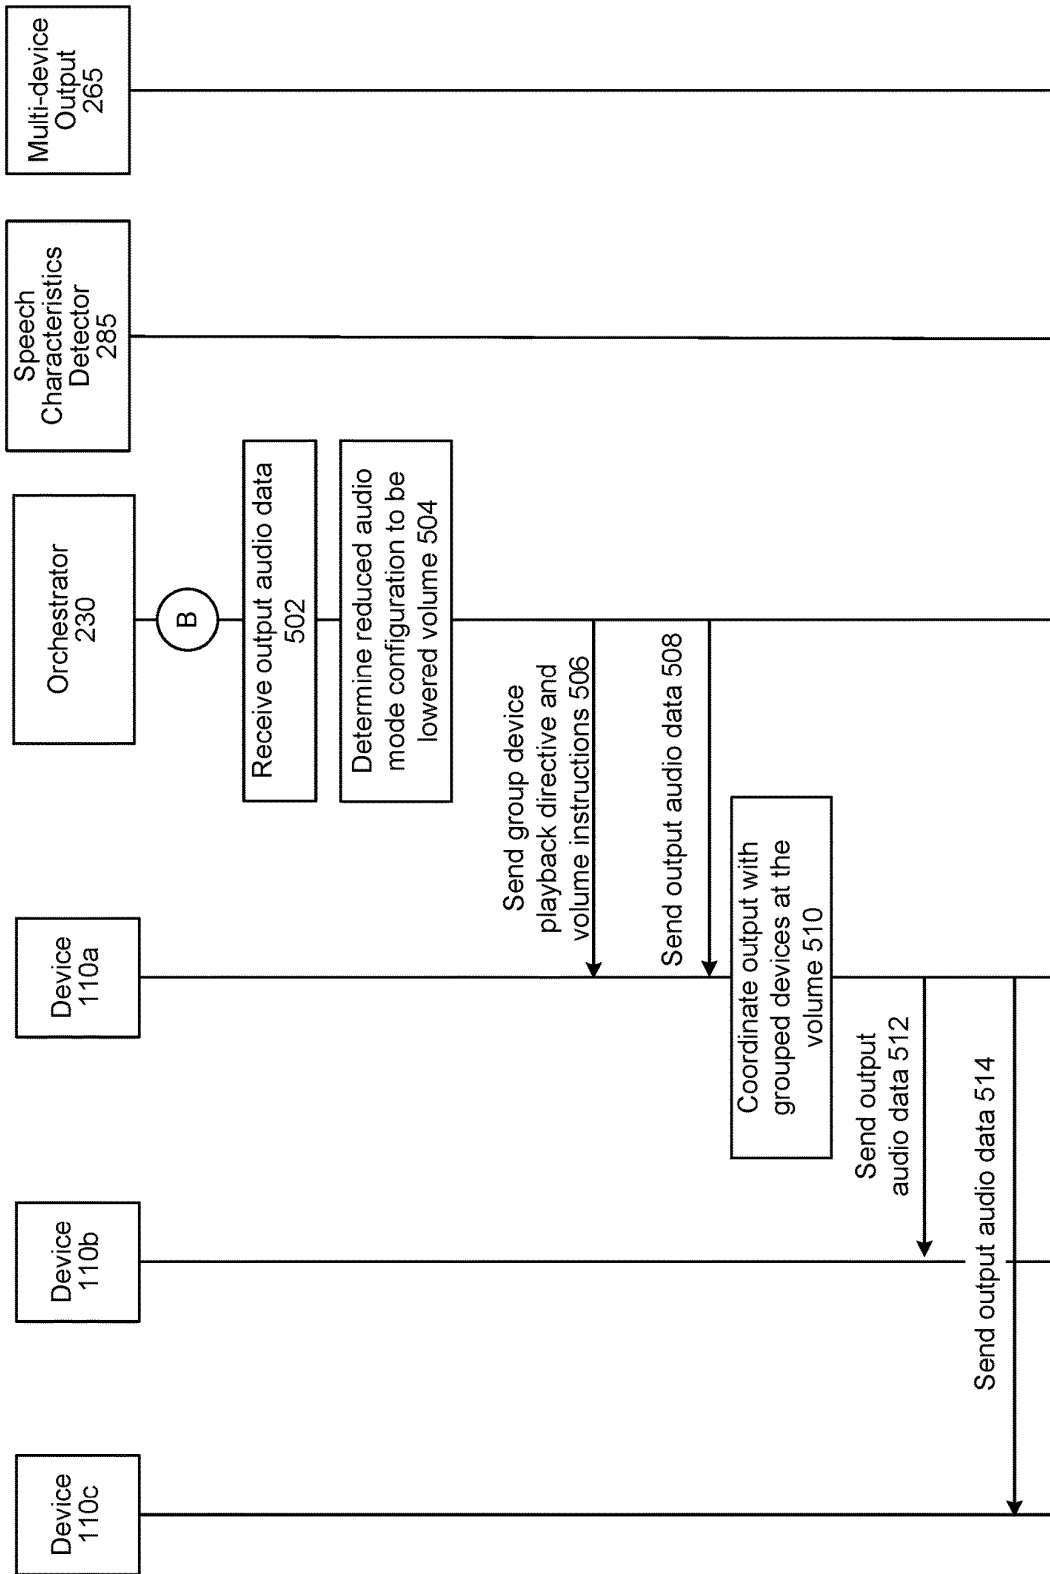 Device
110c
Device
110b
Device
110a
Orchestrator
230
Speech
Characteristics
Detector
285
Multi-device
Output
265
B
Receive output audio data
502
Determine reduced audio
mode configuration to be
lowered volume 504
Send group device
playback directive and
volume instructions 506
Send output audio data 508
Coordinate output with
grouped devices at the
volume 510
Send output
audio data 512
Send output audio data 514